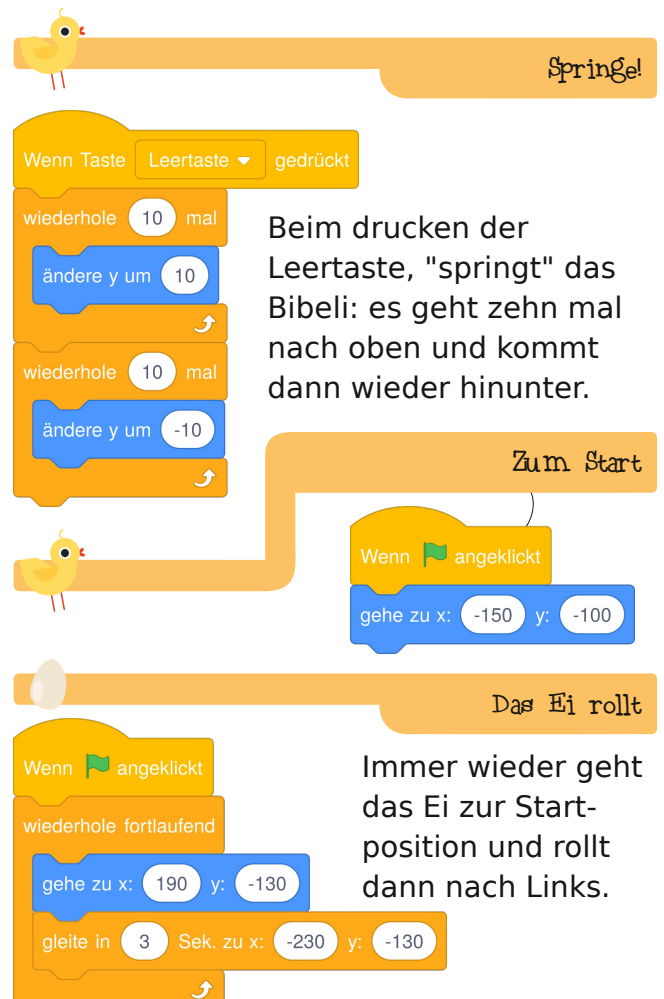 Springe!
Wenn Taste Leertaste gedrückt
wiederhole 10 mal
ändere y um 10
wiederhole 10 mal
ändere y um -10
Beim drucken der
Leertaste, "springt" das
Bibeli: es geht zehn mal
nach oben und kommt
dann wieder hinunter.
Zum Start
Wenn angeklickt
gehe zu x: -150 y: -100
Das Ei rollt
Wenn angeklickt
wiederhole fortlaufend
gehe zu x: 190 y: -130
gleite in 3 Sek. zu x: -230 y: -130
Immer wieder geht
das Ei zur Start-
position und rollt
dann nach Links.